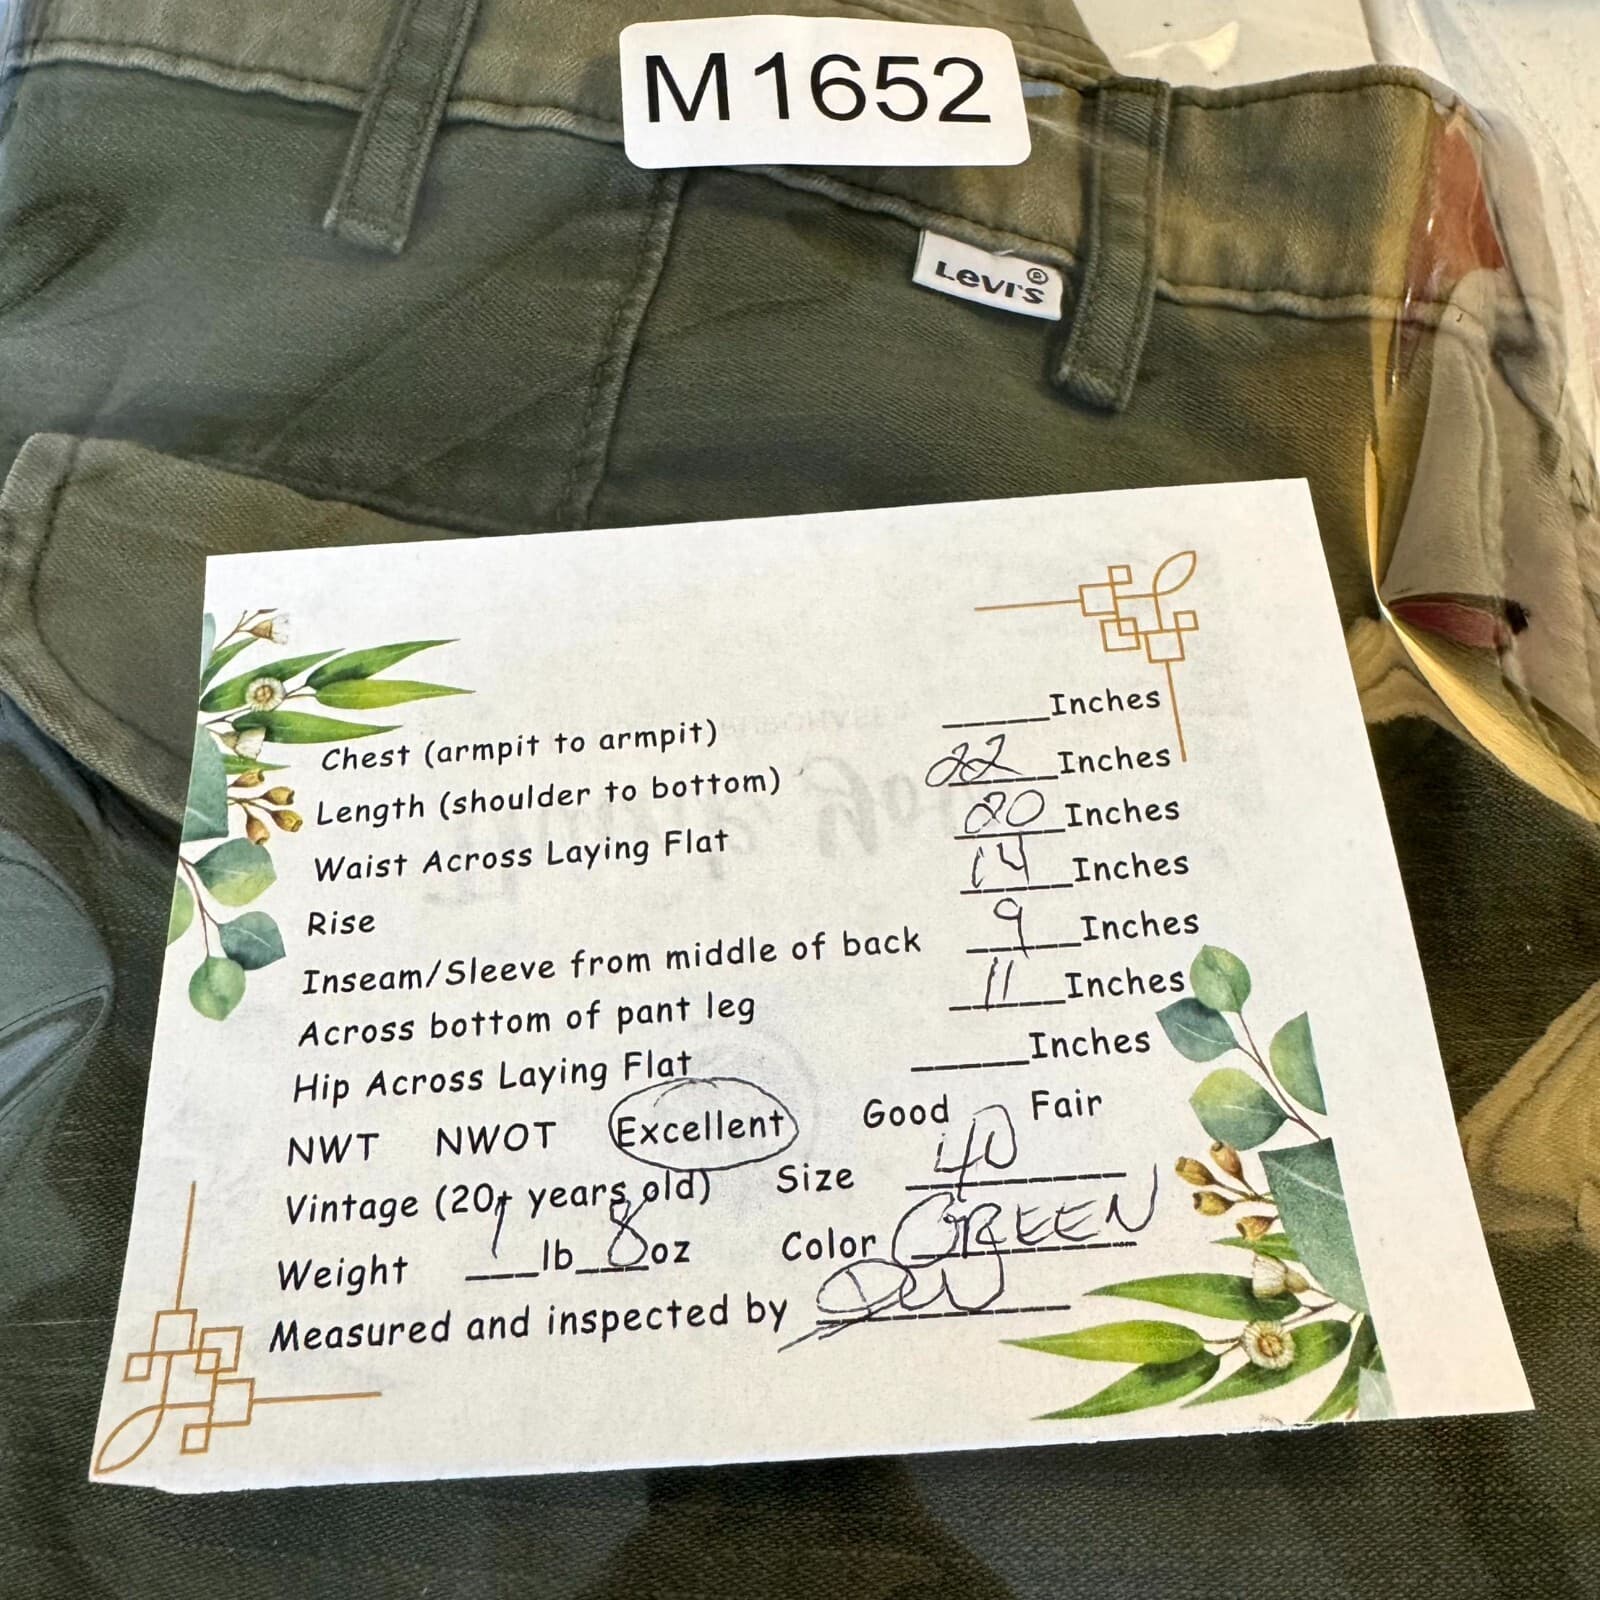 M1652
Levi's®
Chest (armpit to armpit) _____Inches
Length (shoulder to bottom) 22 Inches
Waist Across Laying Flat 20 Inches
Rise 14 Inches
Inseam/Sleeve from middle of back 9 Inches
Across bottom of pant leg 11 Inches
Hip Across Laying Flat _____Inches
NWT NWOT Excellent Good Fair
Vintage (20+ years old) Size 40
Weight 1 lb 8 oz Color GREEN
Measured and inspected by